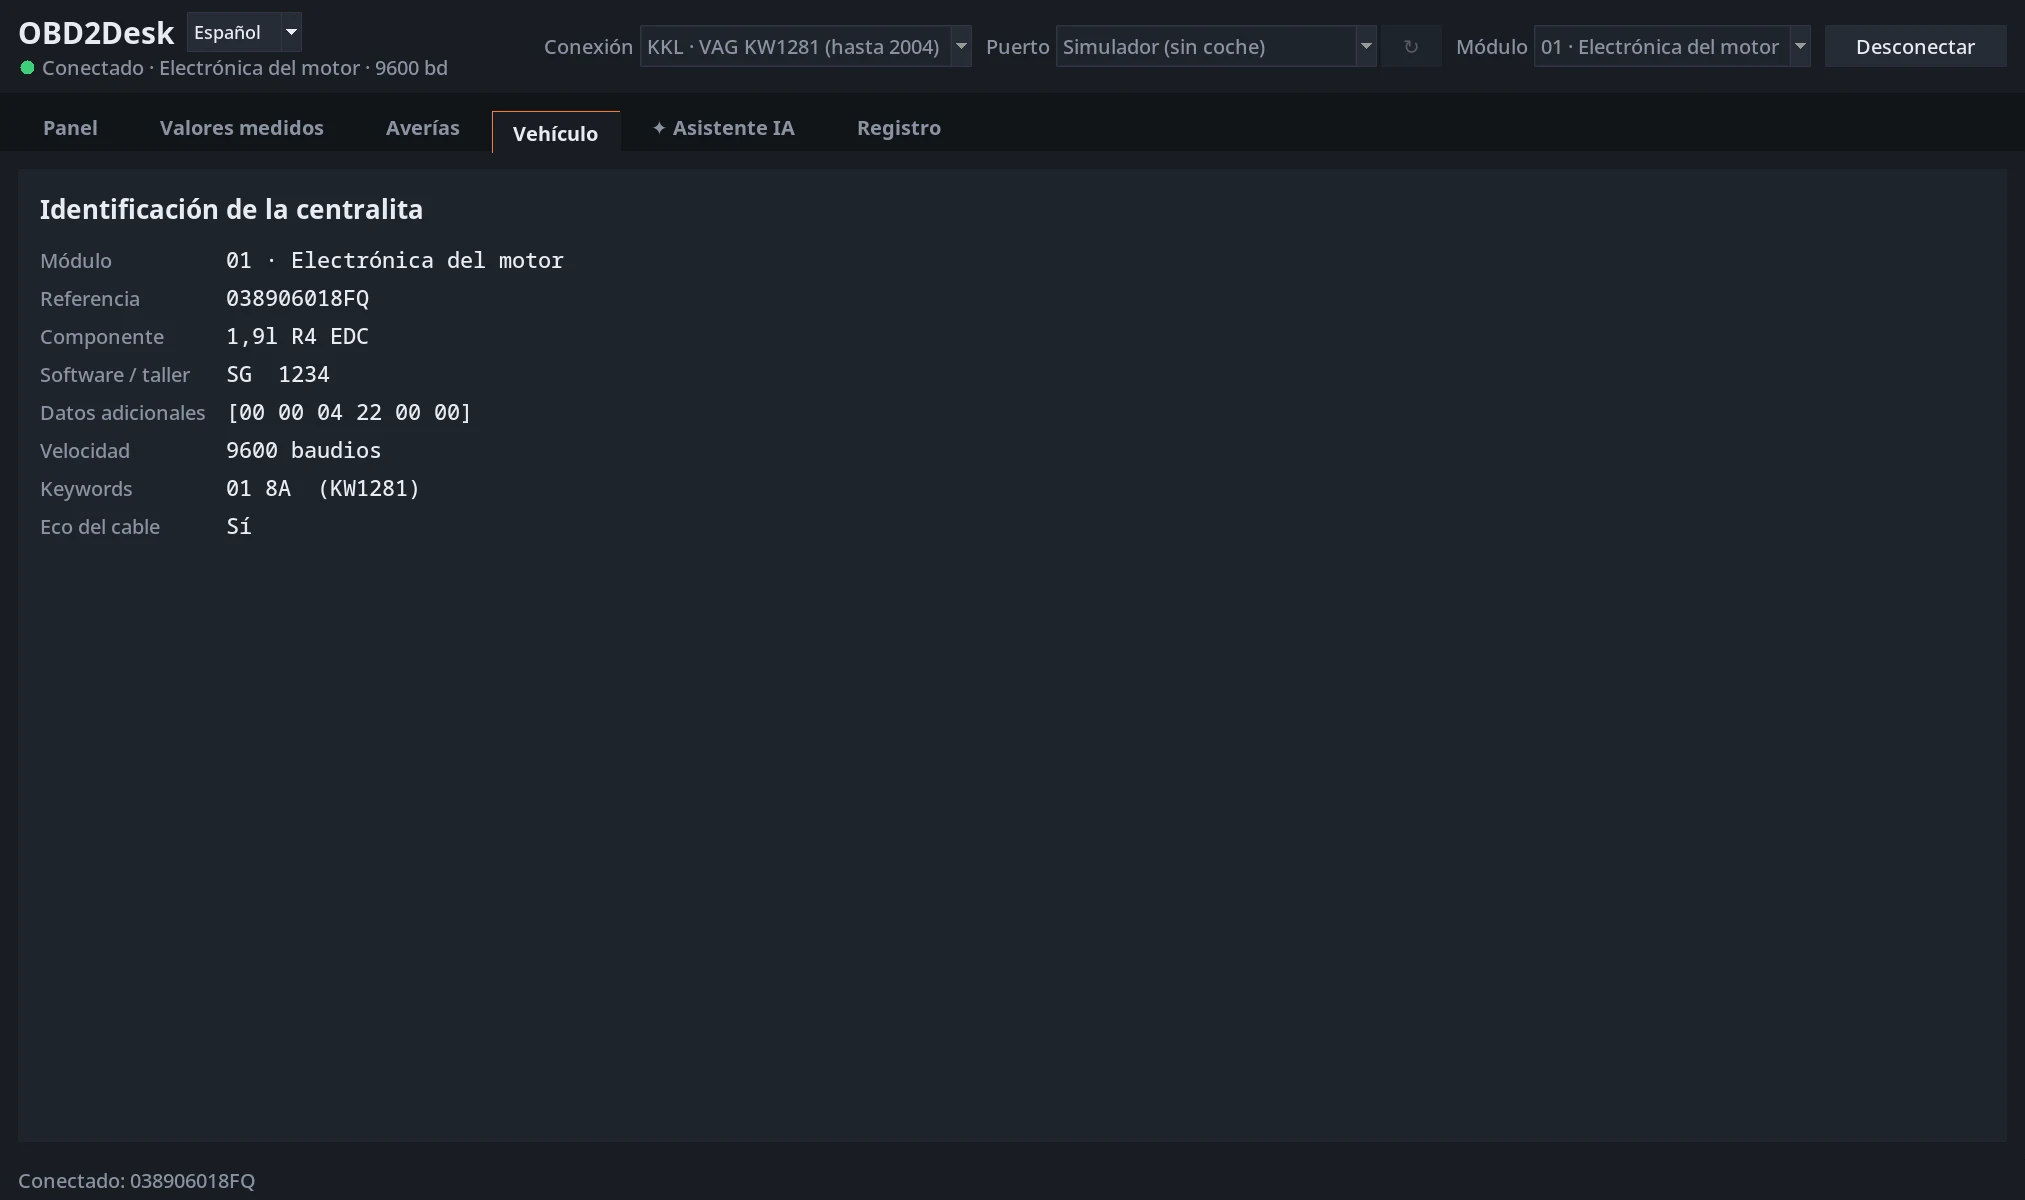 OBD2Desk Español
Conectado · Electrónica del motor · 9600 bd
Conexión KKL · VAG KW1281 (hasta 2004) Puerto Simulador (sin coche) ↻ Módulo 01 · Electrónica del motor Desconectar
Panel Valores medidos Averías Vehículo ✦ Asistente IA Registro
Identificación de la centralita
Módulo 01 · Electrónica del motor
Referencia 038906018FQ
Componente 1,9l R4 EDC
Software / taller SG  1234
Datos adicionales [00 00 04 22 00 00]
Velocidad 9600 baudios
Keywords 01 8A  (KW1281)
Eco del cable Sí
Conectado: 038906018FQ